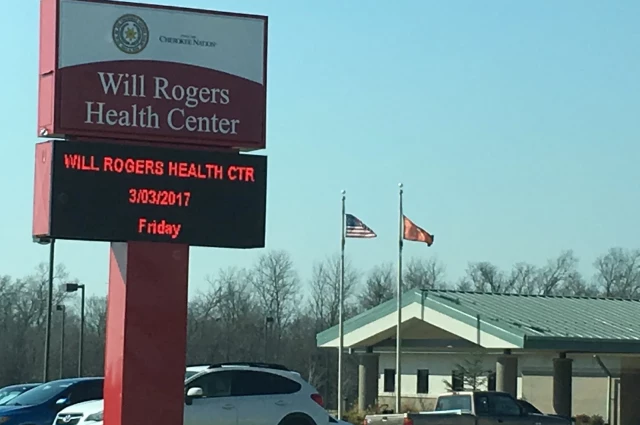 CHEROKEE NATION
Will Rogers
Health Center
WILL ROGERS HEALTH CTR
3/03/2017
Friday